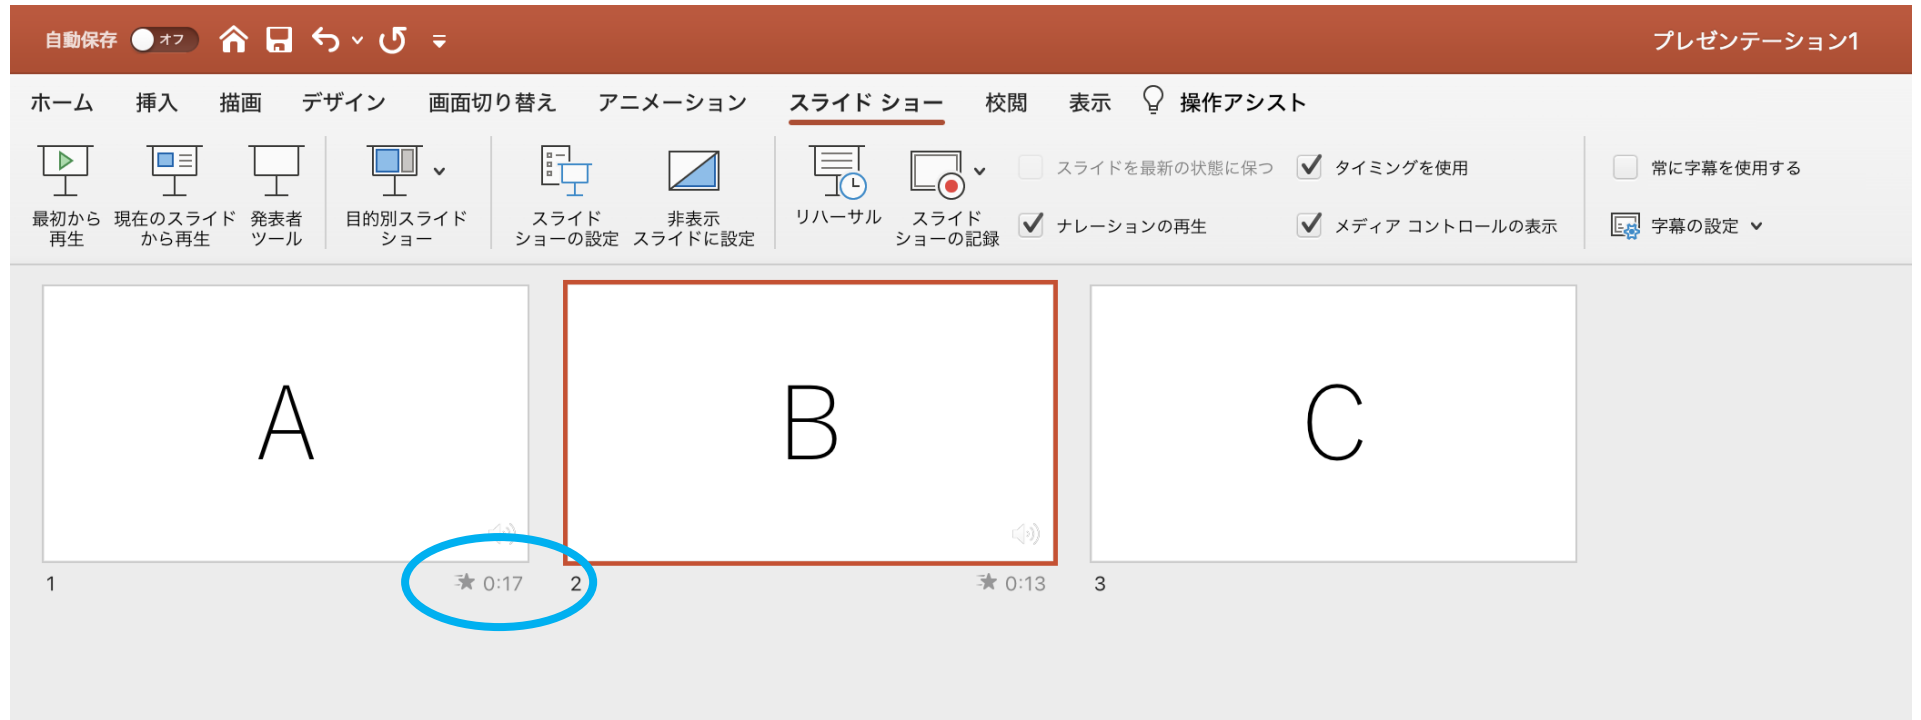 自動保存 オフ プレゼンテーション1
ホーム 挿入 描画 デザイン 画面切り替え アニメーション スライド ショー 校閲 表示 操作アシスト
最初から
再生
現在のスライド
から再生
発表者
ツール
目的別スライド
ショー
スライド
ショーの設定
非表示
スライドに設定
リハーサル
スライド
ショーの記録
スライドを最新の状態に保つ
ナレーションの再生
タイミングを使用
メディア コントロールの表示
常に字幕を使用する
字幕の設定
A
B
C
1 0:17
2 0:13
3